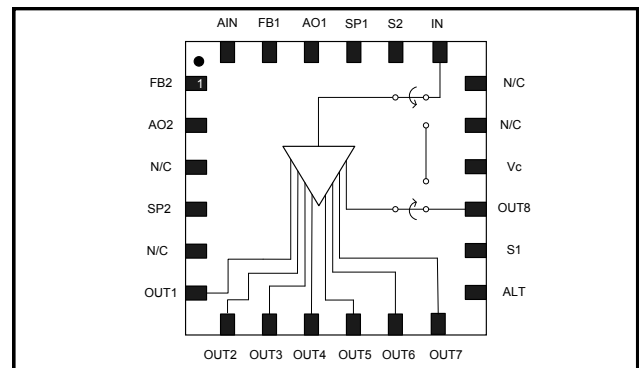 AIN FB1 AO1 SP1 S2 IN
FB2 1 N/C
AO2 N/C
N/C Vc
SP2 OUT8
N/C S1
OUT1 ALT
OUT2 OUT3 OUT4 OUT5 OUT6 OUT7